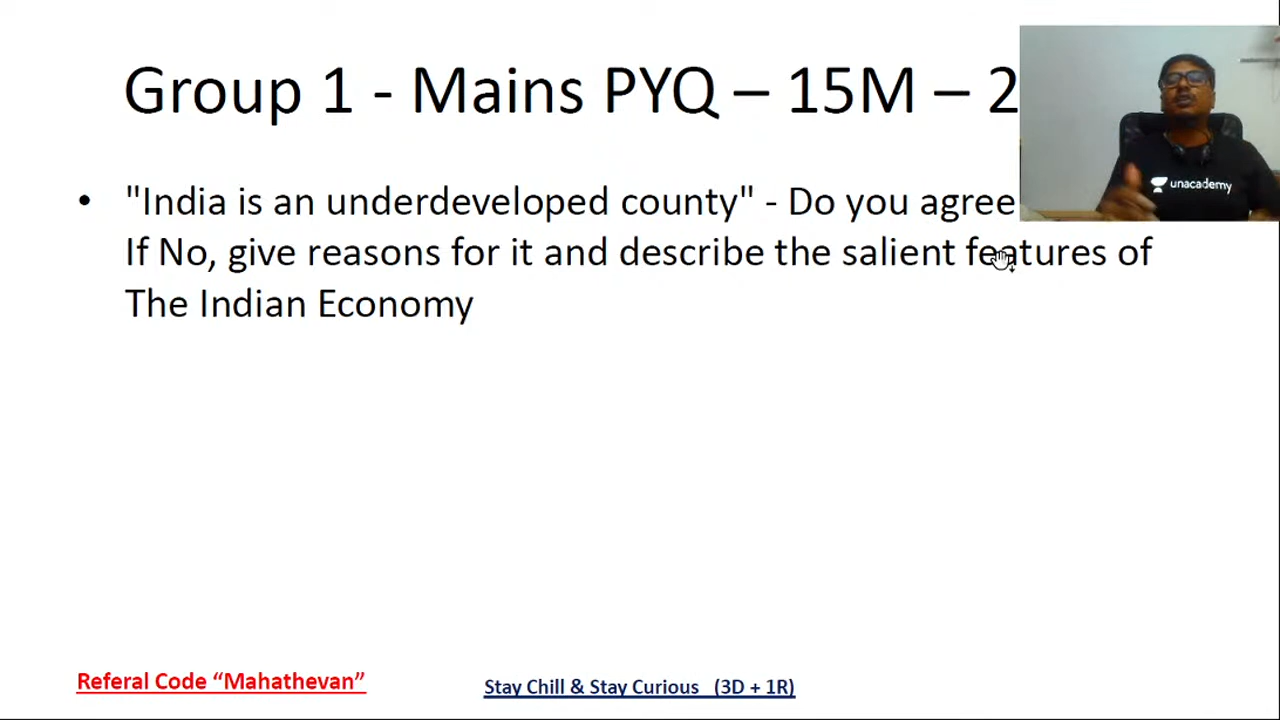 Group 1 - Mains PYQ – 15M – 2
unacademy
• "India is an underdeveloped county" - Do you agree
If No, give reasons for it and describe the salient features of
The Indian Economy
Referal Code “Mahathevan”
Stay Chill & Stay Curious (3D + 1R)